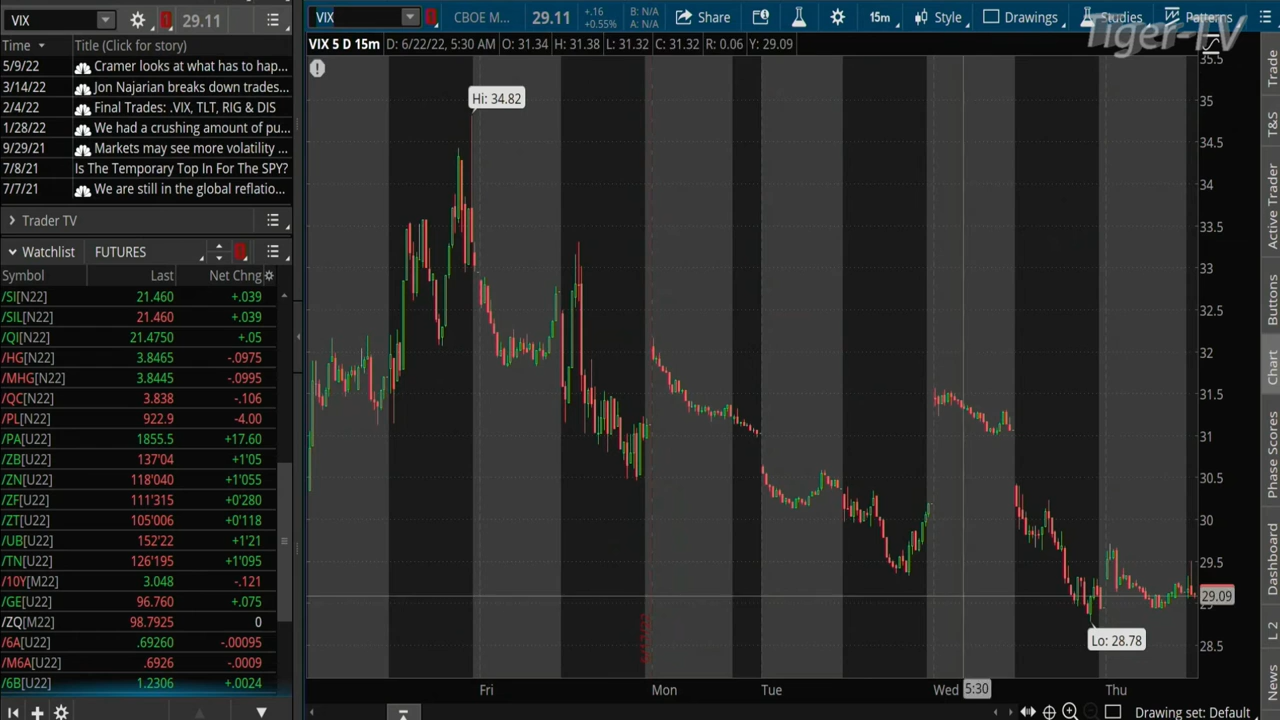 VIX 29.11
VIX CBOE M... 29.11 +.16 +0.55% B: N/A A: N/A Share 15m Style Drawings Studies Patterns
Tiger-TV
Time Title (Click for story)
5/9/22 Cramer looks at what has to hap...
3/14/22 Jon Najarian breaks down trades...
2/4/22 Final Trades: .VIX, TLT, RIG & DIS
1/28/22 We had a crushing amount of pu...
9/29/21 Markets may see more volatility ...
7/8/21 Is The Temporary Top In For The SPY?
7/7/21 We are still in the global reflatio...
Trader TV
Watchlist FUTURES
Symbol Last Net Chng
/SI[N22] 21.460 +.039
/SIL[N22] 21.460 +.039
/QI[N22] 21.4750 +.05
/HG[N22] 3.8465 -.0975
/MHG[N22] 3.8445 -.0995
/QC[N22] 3.838 -.106
/PL[N22] 922.9 -4.00
/PA[U22] 1855.5 +17.60
/ZB[U22] 137'04 +1'05
/ZN[U22] 118'040 +1'055
/ZF[U22] 111'315 +0'280
/ZT[U22] 105'006 +0'118
/UB[U22] 152'22 +1'21
/TN[U22] 126'195 +1'095
/10Y[M22] 3.048 -.121
/GE[U22] 96.760 +.075
/ZQ[M22] 98.7925 0
/6A[U22] .69260 -.00095
/M6A[U22] .6926 -.0009
/6B[U22] 1.2306 +.0024
VIX 5 D 15m D: 6/22/22, 5:30 AM O: 31.34 H: 31.38 L: 31.32 C: 31.32 R: 0.06 Y: 29.09
Hi: 34.82
Lo: 28.78
35.5
35
34.5
34
33.5
33
32.5
32
31.5
31
30.5
30
29.5
29.09
28.5
Fri Mon Tue Wed 5:30 Thu
Drawing set: Default
Trade
T&S
Active Trader
Buttons
Chart
Phase Scores
Dashboard
L 2
News